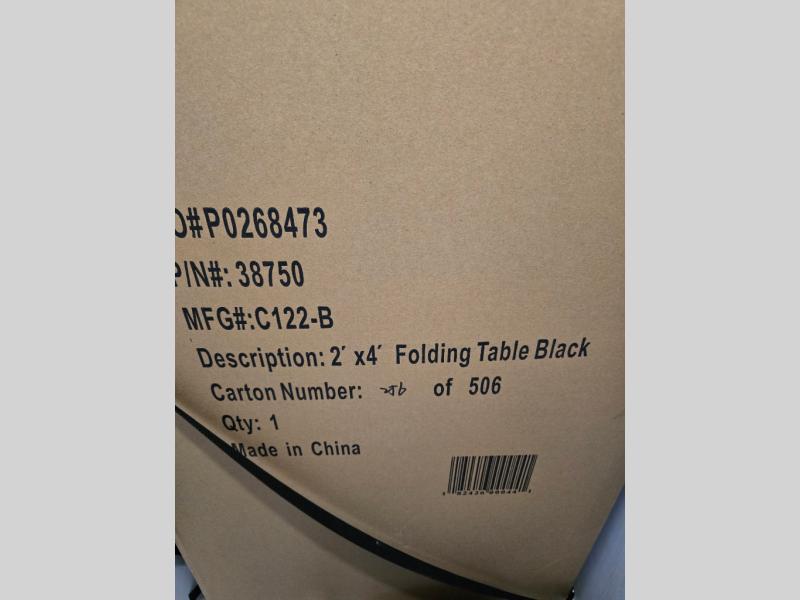 O#P0268473
P/N#: 38750
MFG#:C122-B
Description: 2′ x4′ Folding Table Black
Carton Number: 286 of 506
Qty: 1
Made in China